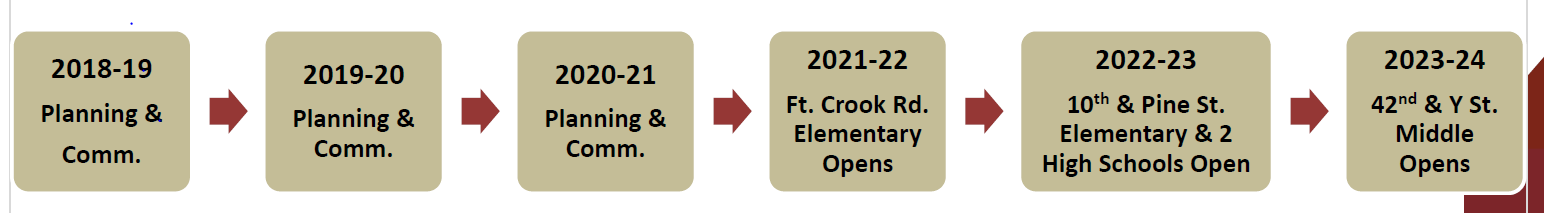 2018-19
Planning &
Comm.
2019-20
Planning &
Comm.
2020-21
Planning &
Comm.
2021-22
Ft. Crook Rd.
Elementary
Opens
2022-23
10th & Pine St.
Elementary & 2
High Schools Open
2023-24
42nd & Y St.
Middle
Opens